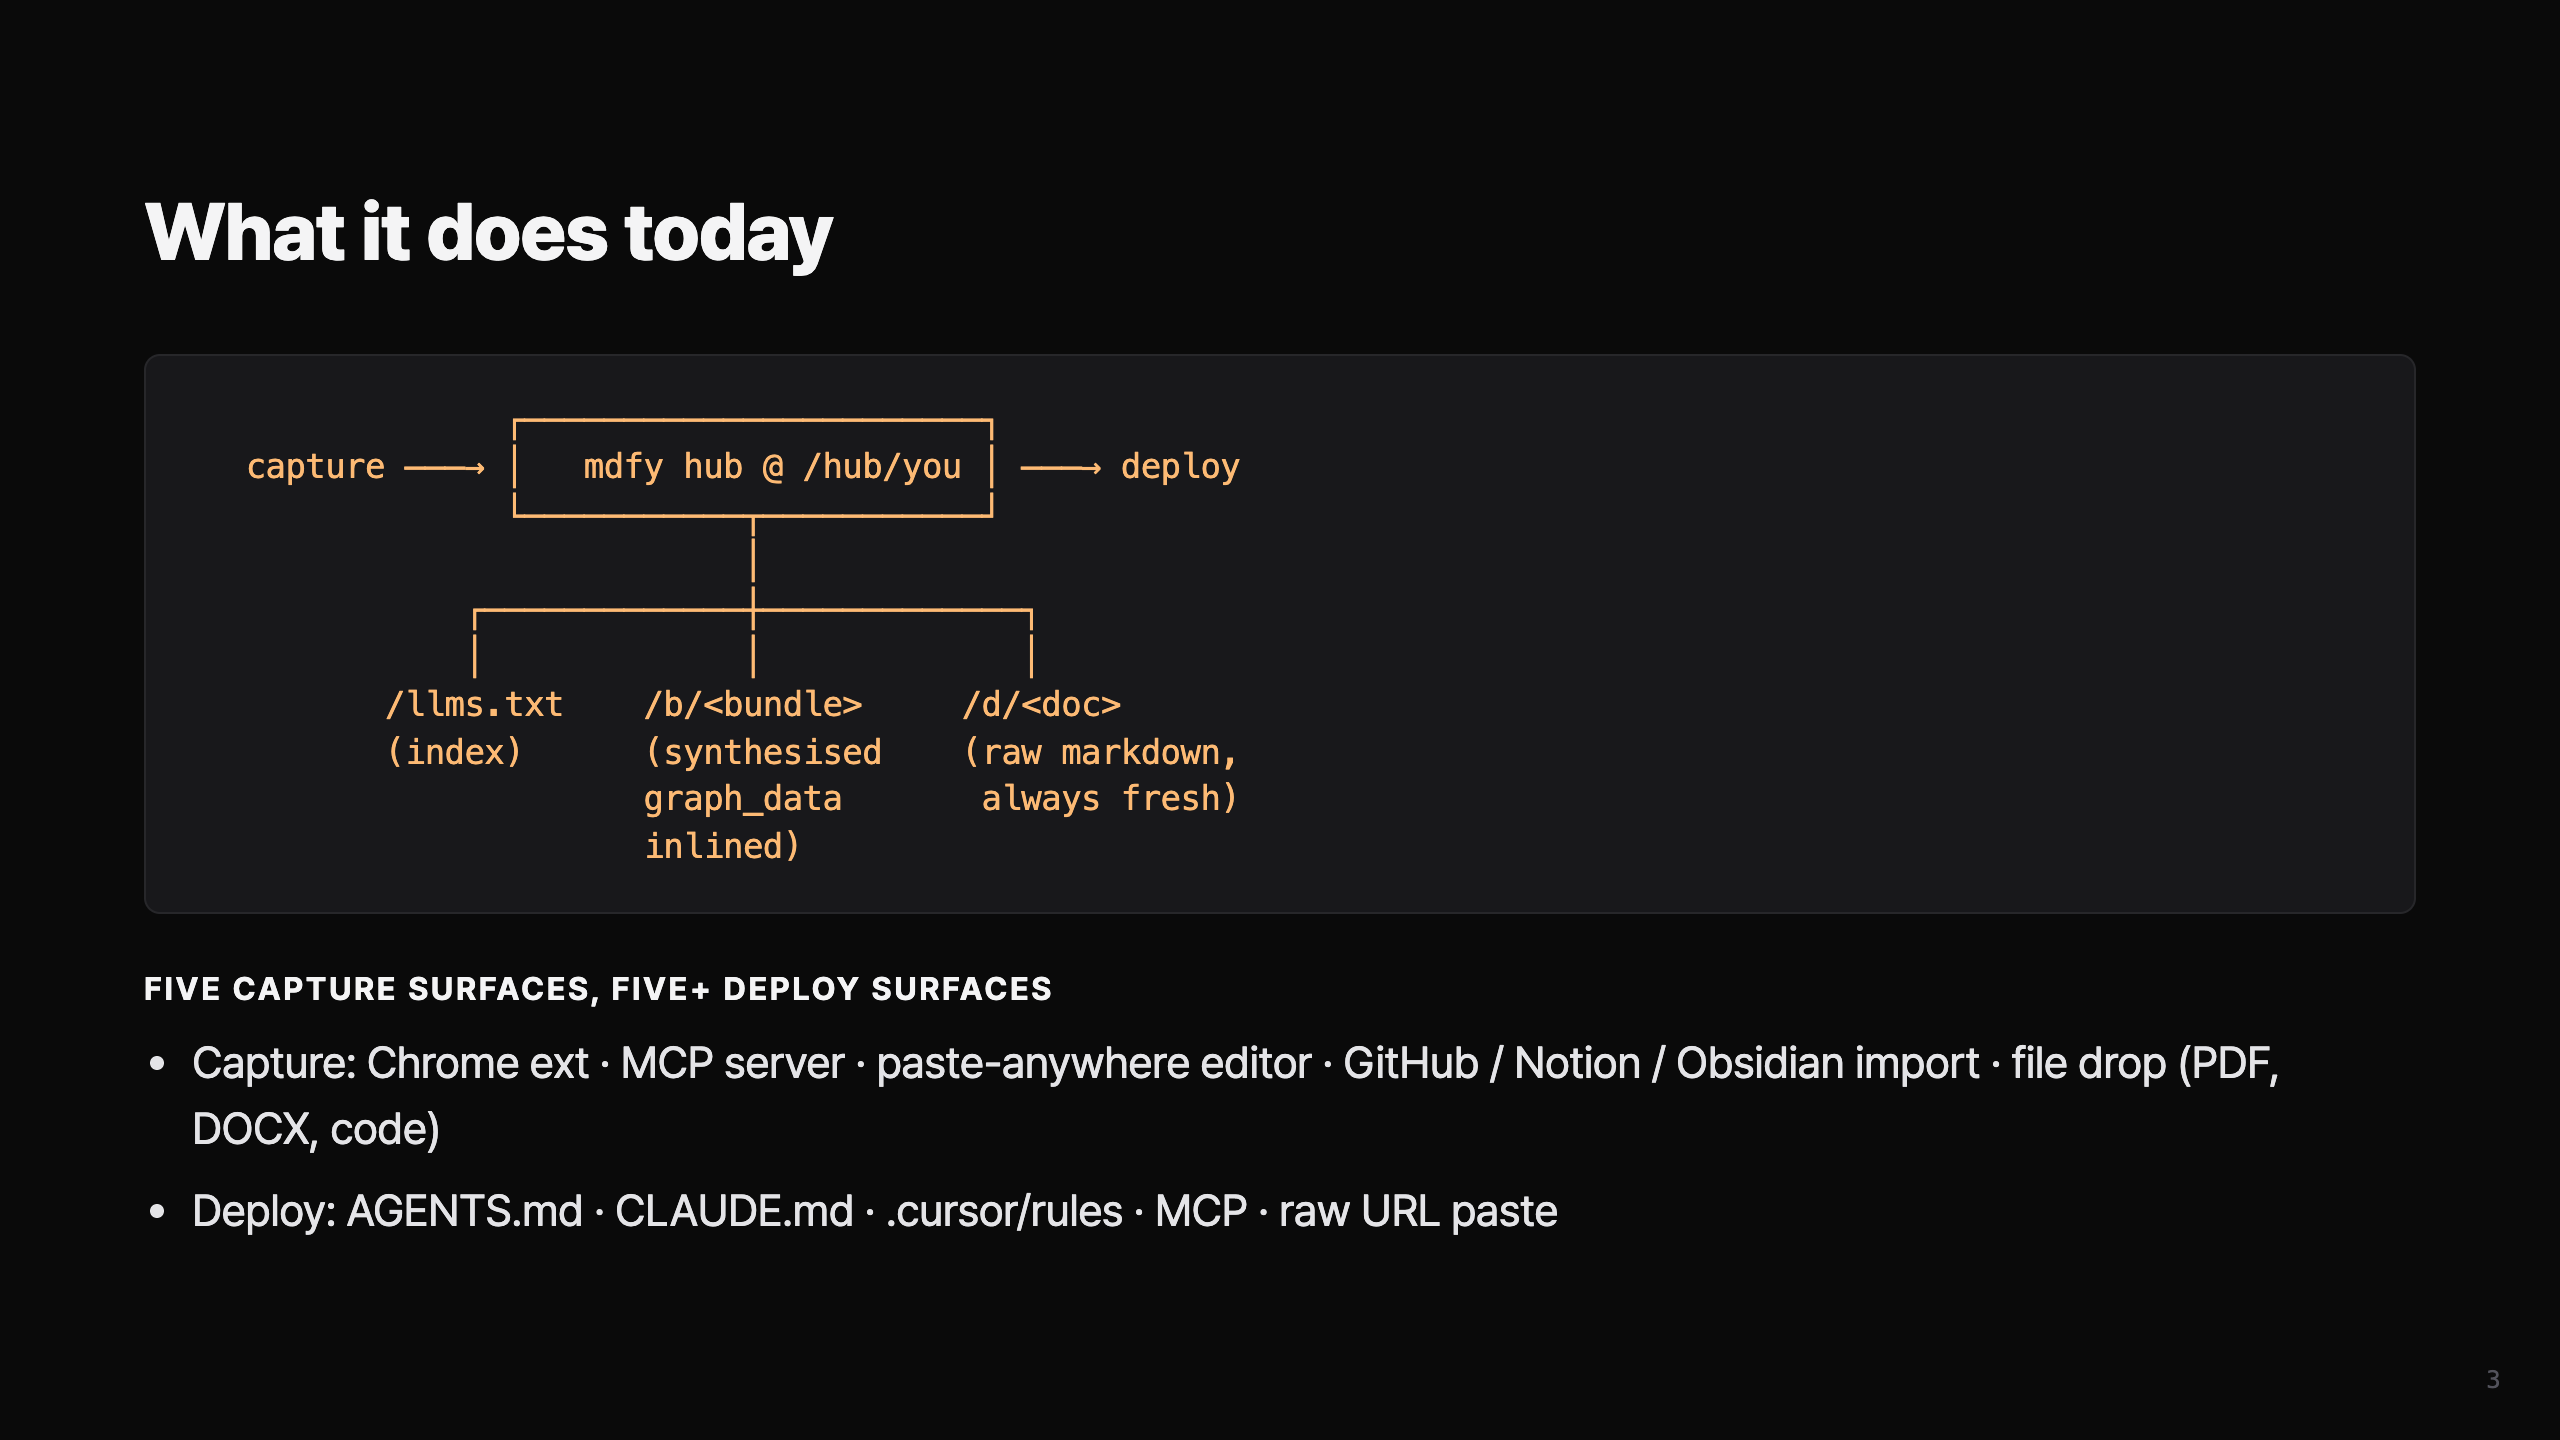 What it does today
capture ───→ mdfy hub @ /hub/you ───→ deploy
/llms.txt /b/<bundle> /d/<doc>
(index) (synthesised (raw markdown,
graph_data always fresh)
inlined)
FIVE CAPTURE SURFACES, FIVE+ DEPLOY SURFACES
• Capture: Chrome ext · MCP server · paste-anywhere editor · GitHub / Notion / Obsidian import · file drop (PDF,
DOCX, code)
• Deploy: AGENTS.md · CLAUDE.md · .cursor/rules · MCP · raw URL paste
3